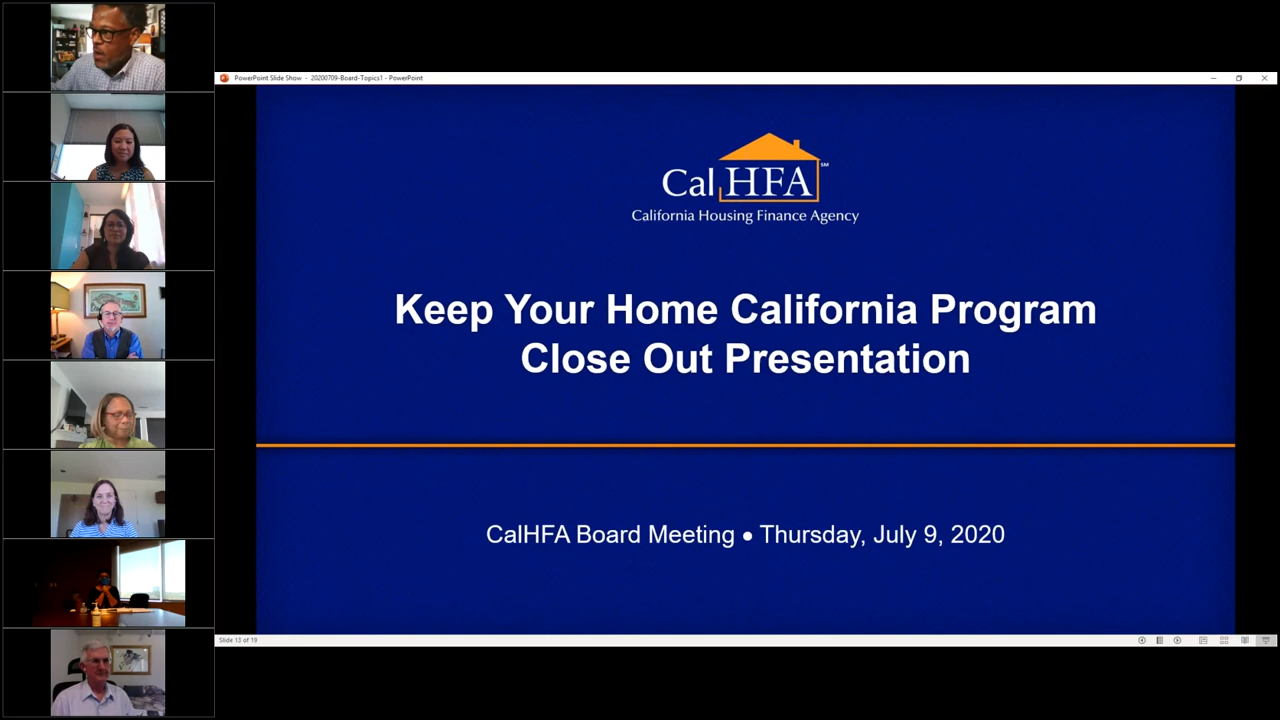 PowerPoint Slide Show - 20200709-Board-Topics1 - PowerPoint
Cal HFA SM
California Housing Finance Agency
Keep Your Home California Program
Close Out Presentation
CalHFA Board Meeting • Thursday, July 9, 2020
Slide 13 of 19